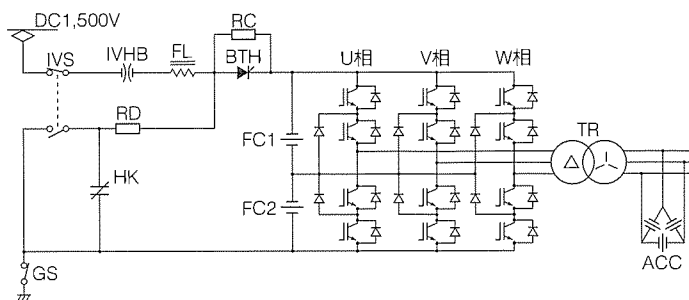 DC1,500V
RC
IVS
IVHB
FL
BTH
U相
V相
W相
RD
FC1
TR
HK
FC2
GS
ACC